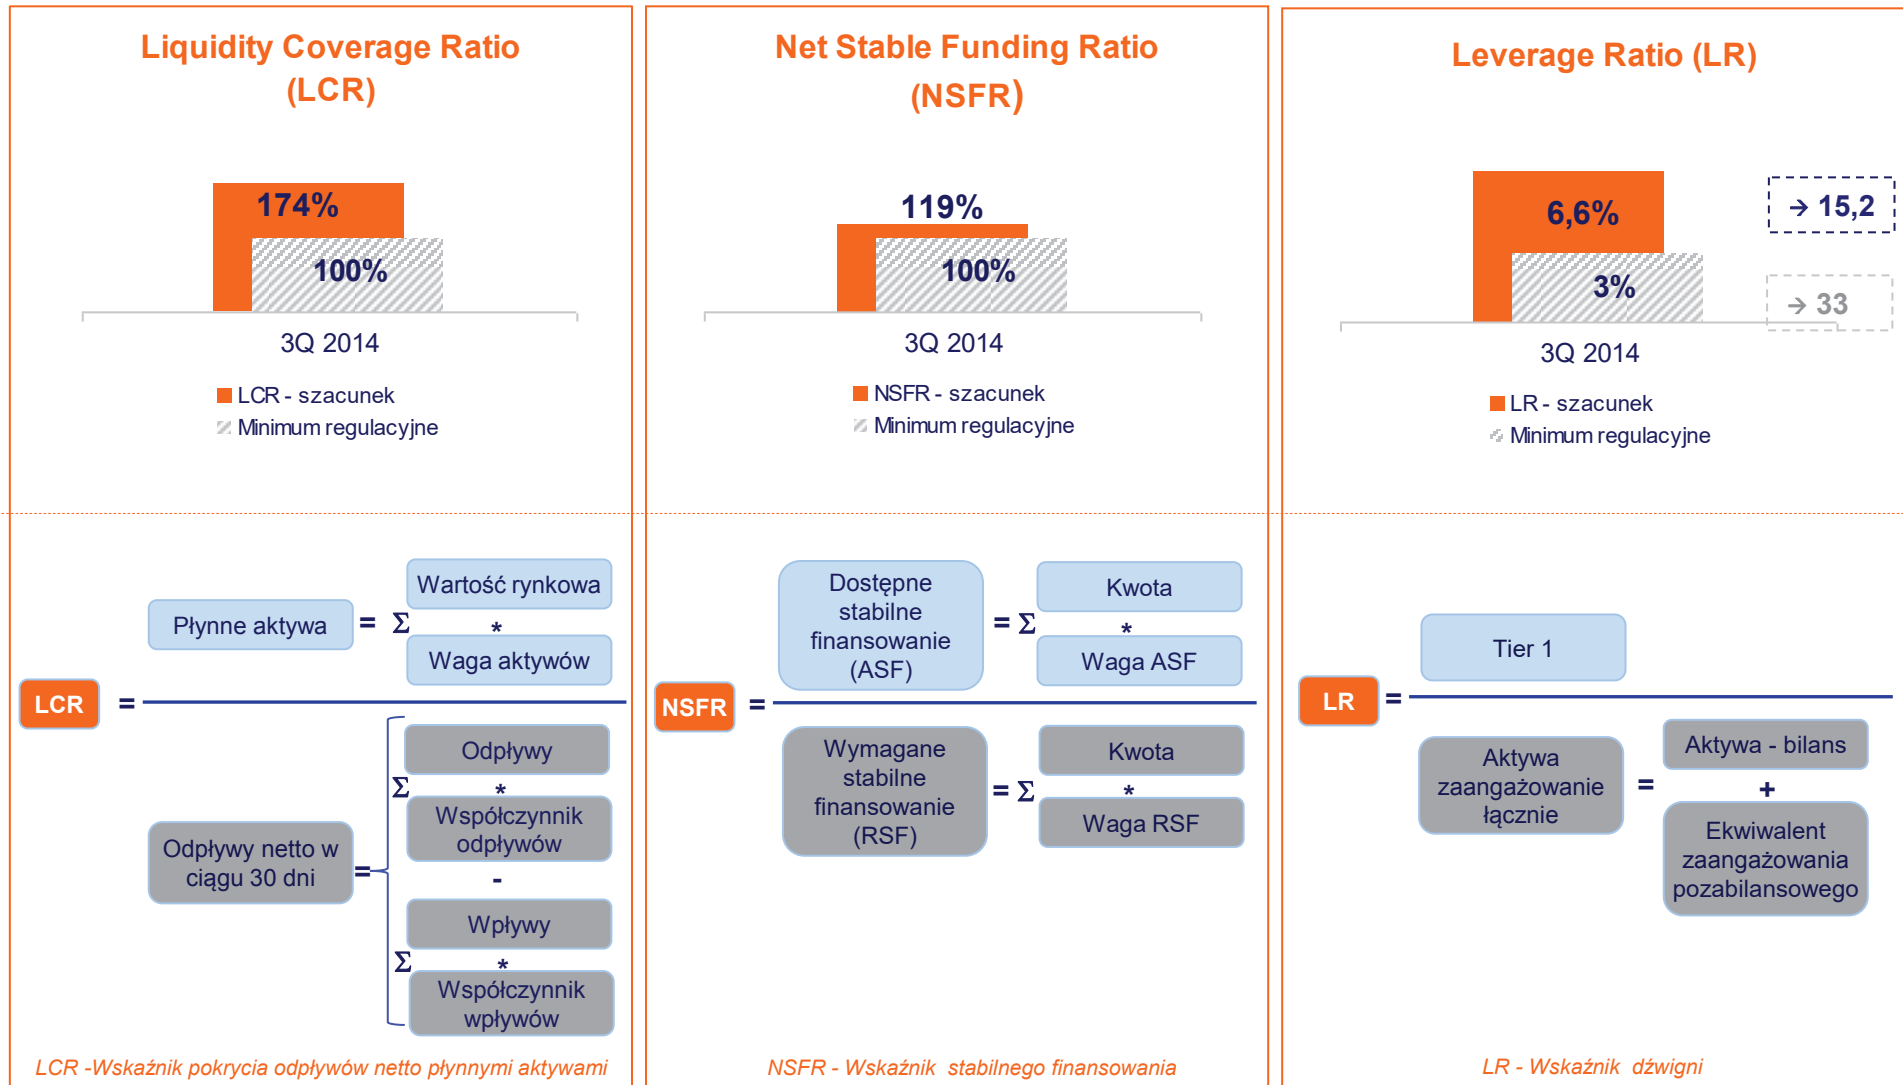 Liquidity Coverage Ratio
(LCR)
174%
100%
3Q 2014
LCR - szacunek
Minimum regulacyjne
Net Stable Funding Ratio
(NSFR)
119%
100%
3Q 2014
NSFR - szacunek
Minimum regulacyjne
Leverage Ratio (LR)
6,6%
3%
→ 15,2
→ 33
3Q 2014
LR - szacunek
Minimum regulacyjne
LCR
=
Płynne aktywa
= Σ
Wartość rynkowa
*
Waga aktywów
Odpływy netto w
ciągu 30 dni
=
Σ
Odpływy
*
Współczynnik
odpływów
-
Σ
Wpływy
*
Współczynnik
wpływów
LCR -Wskaźnik pokrycia odpływów netto płynnymi aktywami
NSFR
=
Dostępne
stabilne
finansowanie
(ASF)
= Σ
Kwota
*
Waga ASF
Wymagane
stabilne
finansowanie
(RSF)
= Σ
Kwota
*
Waga RSF
NSFR - Wskaźnik stabilnego finansowania
LR
=
Tier 1
Aktywa
zaangażowanie
łącznie
=
Aktywa - bilans
+
Ekwiwalent
zaangażowania
pozabilansowego
LR - Wskaźnik dźwigni